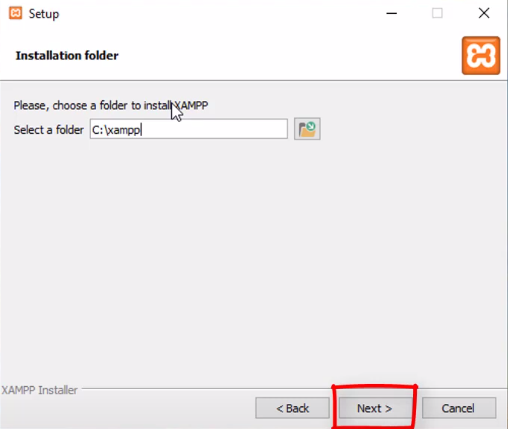 Setup
Installation folder
Please, choose a folder to install XAMPP
Select a folder C:\xampp
XAMPP Installer
< Back Next > Cancel